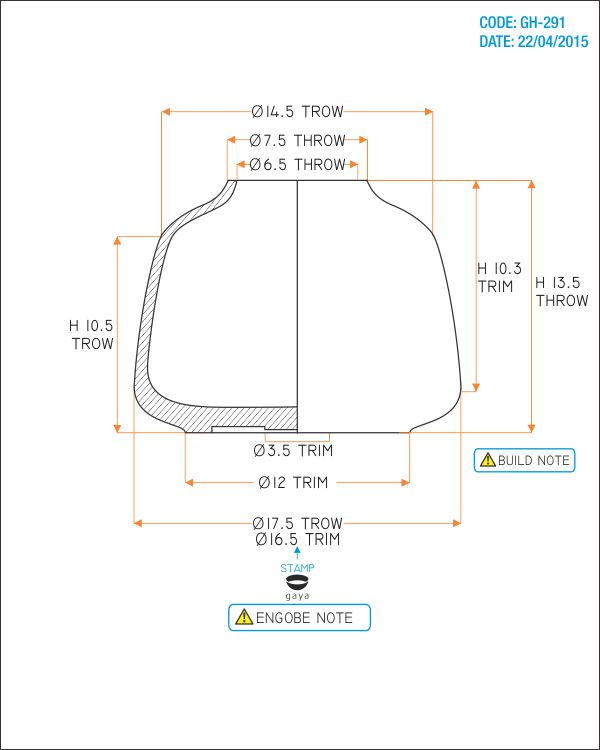 CODE: GH-291
DATE: 22/04/2015
Ø14.5 TROW
Ø7.5 THROW
Ø6.5 THROW
H 10.3
TRIM
H 13.5
THROW
H 10.5
TROW
Ø3.5 TRIM
BUILD NOTE
Ø12 TRIM
Ø17.5 TROW
Ø16.5 TRIM
STAMP
gaya
ENGOBE NOTE